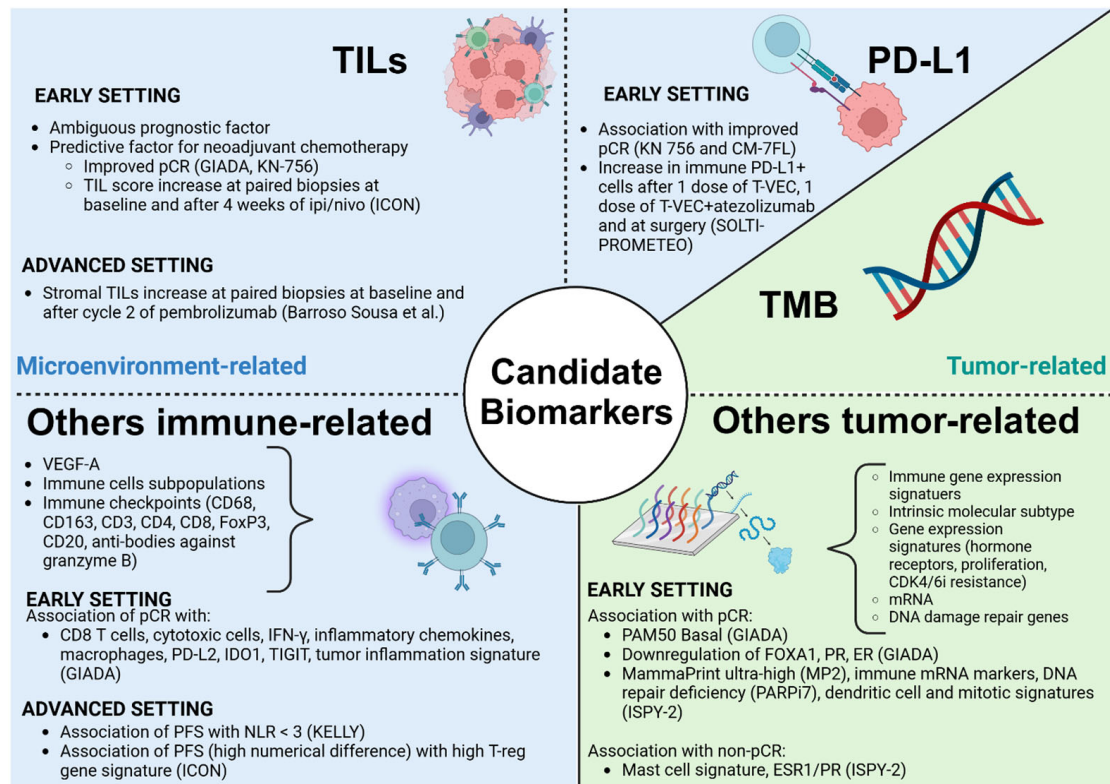 TILs
EARLY SETTING
• Ambiguous prognostic factor
• Predictive factor for neoadjuvant chemotherapy
○ Improved pCR (GIADA, KN-756)
○ TIL score increase at paired biopsies at
baseline and after 4 weeks of ipi/nivo (ICON)
ADVANCED SETTING
• Stromal TILs increase at paired biopsies at baseline and
after cycle 2 of pembrolizumab (Barroso Sousa et al.)
Microenvironment-related
PD-L1
EARLY SETTING
• Association with improved
pCR (KN 756 and CM-7FL)
• Increase in immune PD-L1+
cells after 1 dose of T-VEC, 1
dose of T-VEC+atezolizumab
and at surgery (SOLTI-
PROMETEO)
TMB
Tumor-related
Candidate
Biomarkers
Others immune-related
• VEGF-A
• Immune cells subpopulations
• Immune checkpoints (CD68,
CD163, CD3, CD4, CD8, FoxP3,
CD20, anti-bodies against
granzyme B)
EARLY SETTING
Association of pCR with:
• CD8 T cells, cytotoxic cells, IFN-γ, inflammatory chemokines,
macrophages, PD-L2, IDO1, TIGIT, tumor inflammation signature
(GIADA)
ADVANCED SETTING
• Association of PFS with NLR < 3 (KELLY)
• Association of PFS (high numerical difference) with high T-reg
gene signature (ICON)
Others tumor-related
○ Immune gene expression
signatuers
○ Intrinsic molecular subtype
○ Gene expression
signatures (hormone
receptors, proliferation,
CDK4/6i resistance)
○ mRNA
○ DNA damage repair genes
EARLY SETTING
Association with pCR:
• PAM50 Basal (GIADA)
• Downregulation of FOXA1, PR, ER (GIADA)
• MammaPrint ultra-high (MP2), immune mRNA markers, DNA
repair deficiency (PARPi7), dendritic cell and mitotic signatures
(ISPY-2)
Association with non-pCR:
• Mast cell signature, ESR1/PR (ISPY-2)